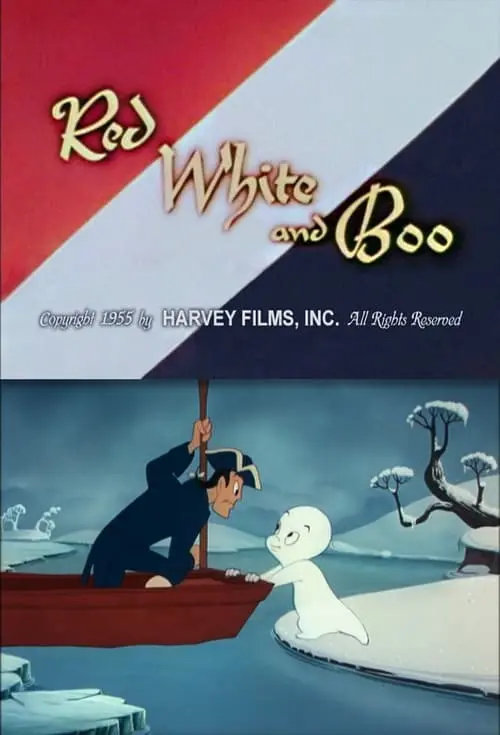 Red
White
and Boo
Copyright 1955 by HARVEY FILMS, INC. All Rights Reserved